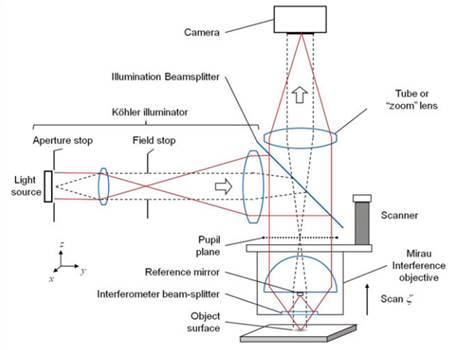 Camera
Illumination Beamsplitter
Köhler illuminator
Tube or
"zoom" lens
Aperture stop
Field stop
Light
source
Scanner
Pupil
plane
Mirau
Interference
objective
z
y
x
Reference mirror
Interferometer beam-splitter
Scan ζ
Object
surface